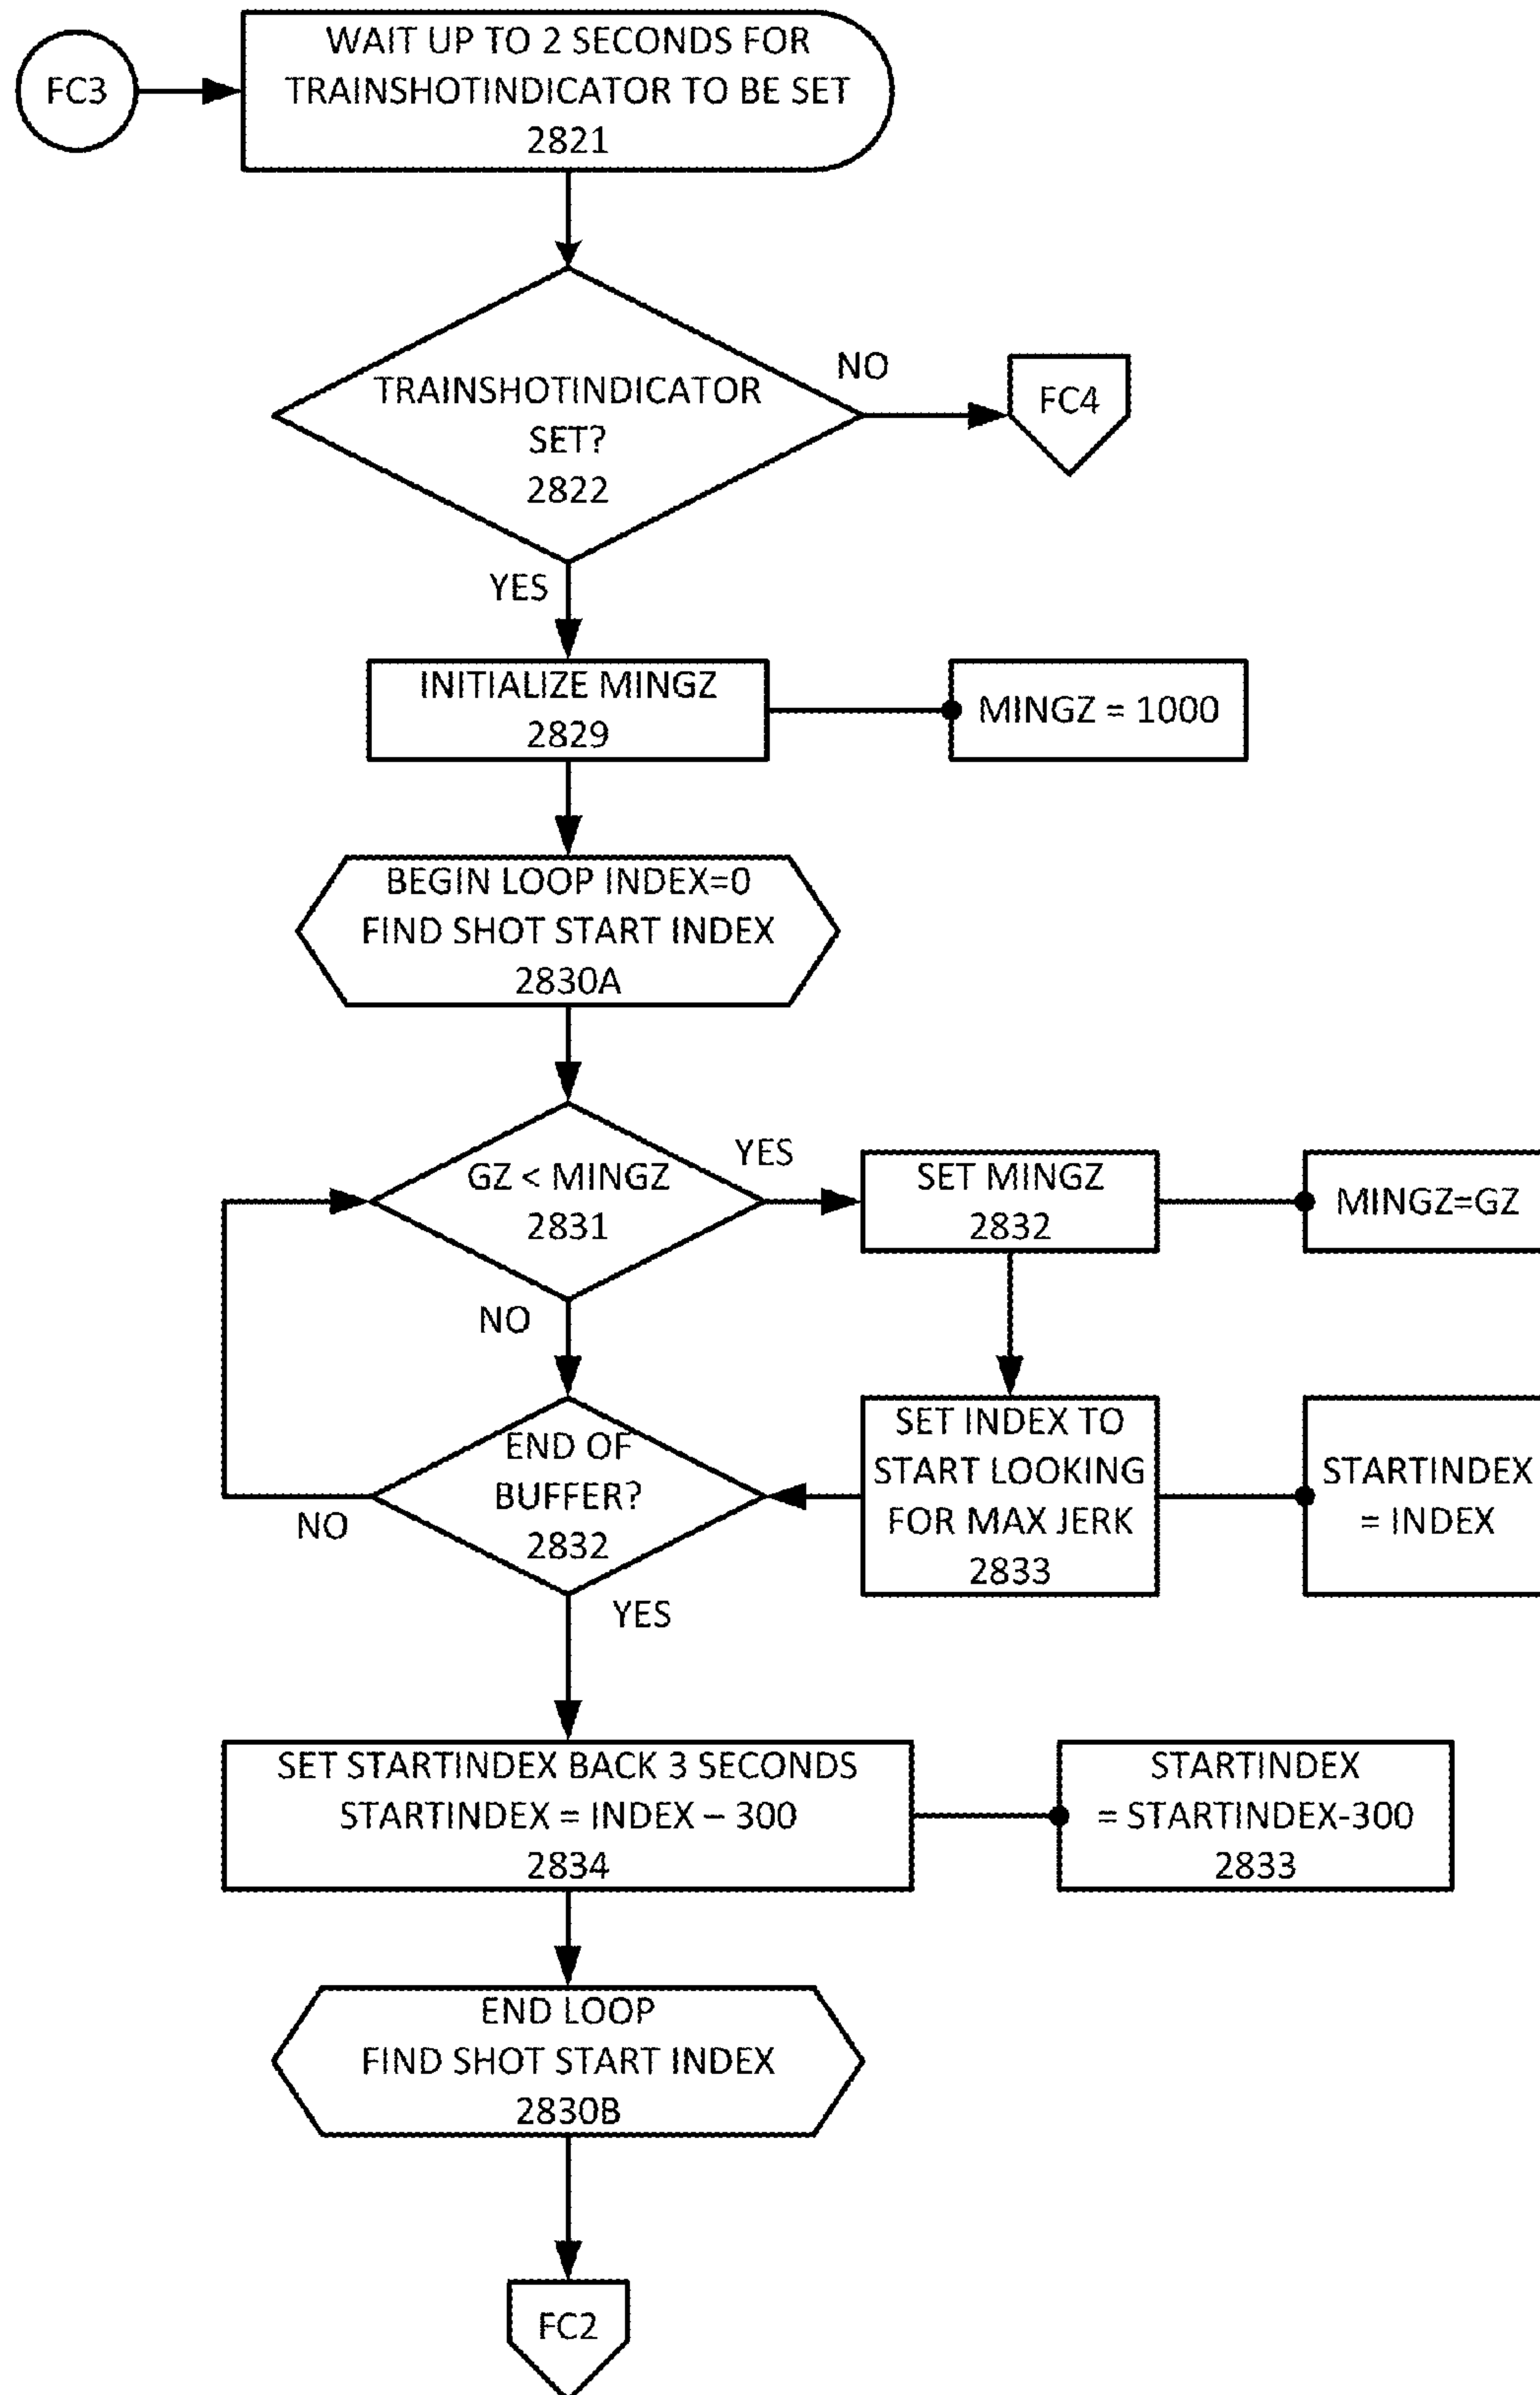 FC3
WAIT UP TO 2 SECONDS FOR
TRAINSHOTINDICATOR TO BE SET
2821
TRAINSHOTINDICATOR
SET?
2822
NO
FC4
YES
INITIALIZE MINGZ
2829
MINGZ = 1000
BEGIN LOOP INDEX=0
FIND SHOT START INDEX
2830A
GZ < MINGZ
2831
YES
SET MINGZ
2832
MINGZ=GZ
NO
END OF
BUFFER?
2832
NO
SET INDEX TO
START LOOKING
FOR MAX JERK
2833
STARTINDEX
= INDEX
YES
SET STARTINDEX BACK 3 SECONDS
STARTINDEX = INDEX – 300
2834
STARTINDEX
= STARTINDEX-300
2833
END LOOP
FIND SHOT START INDEX
2830B
FC2